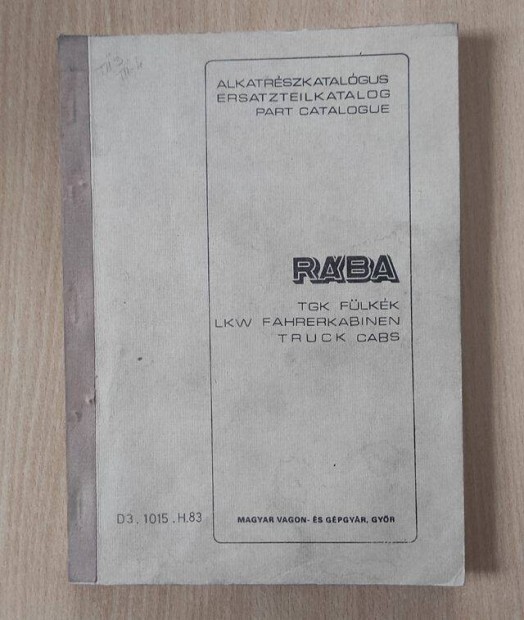 ALKATRÉSZKATALÓGUS
ERSATZTEILKATALOG
PART CATALOGUE
RÁBA
TGK FÜLKÉK
LKW FAHRERKABINEN
TRUCK CABS
D3.1015.H.83
MAGYAR VAGON- ÉS GÉPGYÁR, GYŐR